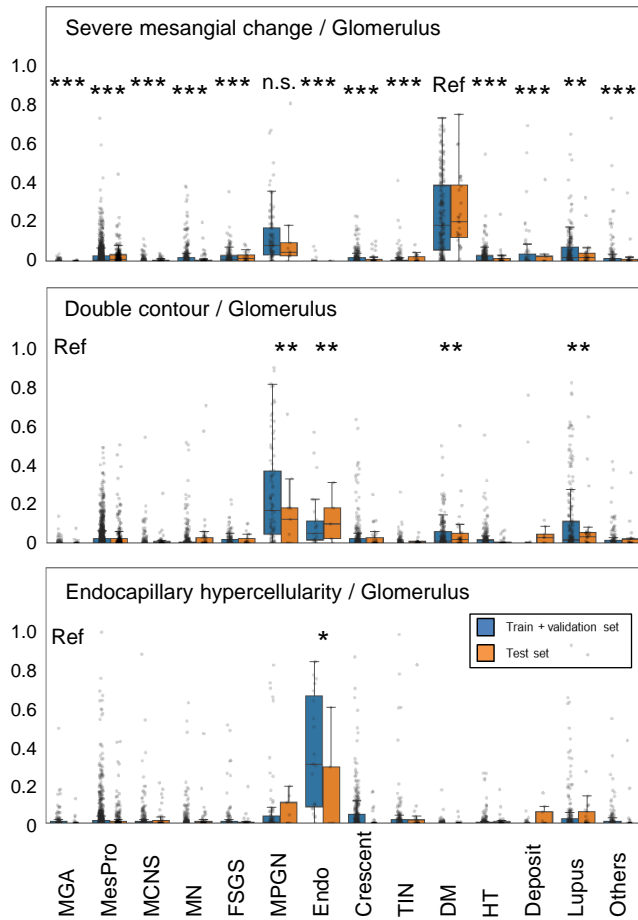 Severe mesangial change / Glomerulus
1.0
0.8
0.6
0.4
0.2
0
*** *** *** *** *** n.s. *** *** *** Ref *** *** ** ***
Double contour / Glomerulus
1.0
0.8
0.6
0.4
0.2
0
Ref ** ** ** **
Endocapillary hypercellularity / Glomerulus
1.0
0.8
0.6
0.4
0.2
0
Ref *
Train + validation set
Test set
MGA
MesPro
MCNS
MN
FSGS
MPGN
Endo
Crescent
TIN
DM
HT
Deposit
Lupus
Others